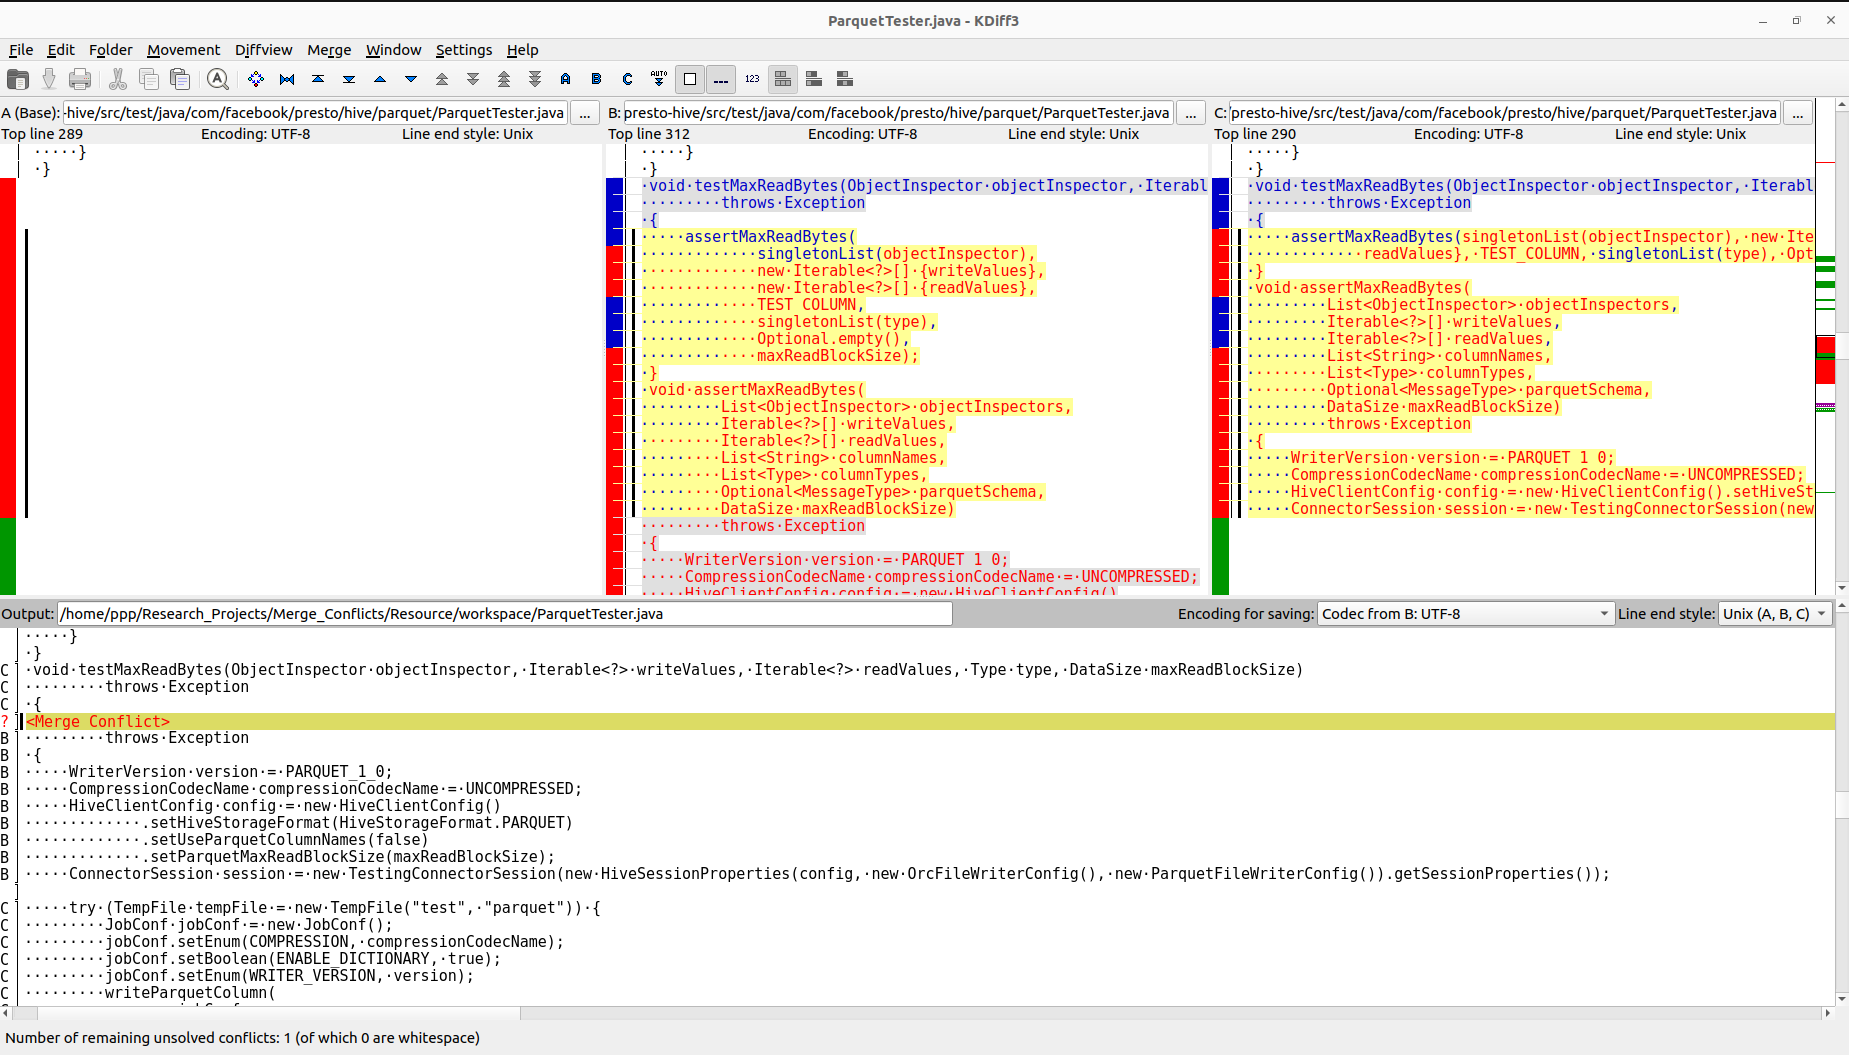 ParquetTester.java - KDiff3
File Edit Folder Movement Diffview Merge Window Settings Help
A B C AUTO 123
A (Base): -hive/src/test/java/com/facebook/presto/hive/parquet/ParquetTester.java ...
Top line 289 Encoding: UTF-8 Line end style: Unix
·····}
·}
B: presto-hive/src/test/java/com/facebook/presto/hive/parquet/ParquetTester.java ...
Top line 312 Encoding: UTF-8 Line end style: Unix
·····}
·}
·void·testMaxReadBytes(ObjectInspector·objectInspector,·Iterabl
·········throws·Exception
·{
·····assertMaxReadBytes(
·············singletonList(objectInspector),
·············new·Iterable<?>[]·{writeValues},
·············new·Iterable<?>[]·{readValues},
·············TEST_COLUMN,
·············singletonList(type),
·············Optional.empty(),
·············maxReadBlockSize);
·}
·void·assertMaxReadBytes(
·········List<ObjectInspector>·objectInspectors,
·········Iterable<?>[]·writeValues,
·········Iterable<?>[]·readValues,
·········List<String>·columnNames,
·········List<Type>·columnTypes,
·········Optional<MessageType>·parquetSchema,
·········DataSize·maxReadBlockSize)
·········throws·Exception
·{
·····WriterVersion·version·=·PARQUET_1_0;
·····CompressionCodecName·compressionCodecName·=·UNCOMPRESSED;
·····HiveClientConfig·config·=·new·HiveClientConfig()
C: presto-hive/src/test/java/com/facebook/presto/hive/parquet/ParquetTester.java ...
Top line 290 Encoding: UTF-8 Line end style: Unix
·····}
·}
·void·testMaxReadBytes(ObjectInspector·objectInspector,·Iterabl
·········throws·Exception
·{
·····assertMaxReadBytes(singletonList(objectInspector),·new·Ite
·············readValues},·TEST_COLUMN,·singletonList(type),·Opt
·}
·void·assertMaxReadBytes(
·········List<ObjectInspector>·objectInspectors,
·········Iterable<?>[]·writeValues,
·········Iterable<?>[]·readValues,
·········List<String>·columnNames,
·········List<Type>·columnTypes,
·········Optional<MessageType>·parquetSchema,
·········DataSize·maxReadBlockSize)
·········throws·Exception
·{
·····WriterVersion·version·=·PARQUET_1_0;
·····CompressionCodecName·compressionCodecName·=·UNCOMPRESSED;
·····HiveClientConfig·config·=·new·HiveClientConfig().setHiveSt
·····ConnectorSession·session·=·new·TestingConnectorSession(new
Output: /home/ppp/Research_Projects/Merge_Conflicts/Resource/workspace/ParquetTester.java Encoding for saving: Codec from B: UTF-8 Line end style: Unix (A, B, C)
·····}
·}
C ·void·testMaxReadBytes(ObjectInspector·objectInspector,·Iterable<?>·writeValues,·Iterable<?>·readValues,·Type·type,·DataSize·maxReadBlockSize)
C ·········throws·Exception
C ·{
? <Merge Conflict>
B ·········throws·Exception
B ·{
B ·····WriterVersion·version·=·PARQUET_1_0;
B ·····CompressionCodecName·compressionCodecName·=·UNCOMPRESSED;
B ·····HiveClientConfig·config·=·new·HiveClientConfig()
B ·············.setHiveStorageFormat(HiveStorageFormat.PARQUET)
B ·············.setUseParquetColumnNames(false)
B ·············.setParquetMaxReadBlockSize(maxReadBlockSize);
B ·····ConnectorSession·session·=·new·TestingConnectorSession(new·HiveSessionProperties(config,·new·OrcFileWriterConfig(),·new·ParquetFileWriterConfig()).getSessionProperties());
C ·····try·(TempFile·tempFile·=·new·TempFile("test",·"parquet"))·{
C ·········JobConf·jobConf·=·new·JobConf();
C ·········jobConf.setEnum(COMPRESSION,·compressionCodecName);
C ·········jobConf.setBoolean(ENABLE_DICTIONARY,·true);
C ·········jobConf.setEnum(WRITER_VERSION,·version);
C ·········writeParquetColumn(
Number of remaining unsolved conflicts: 1 (of which 0 are whitespace)